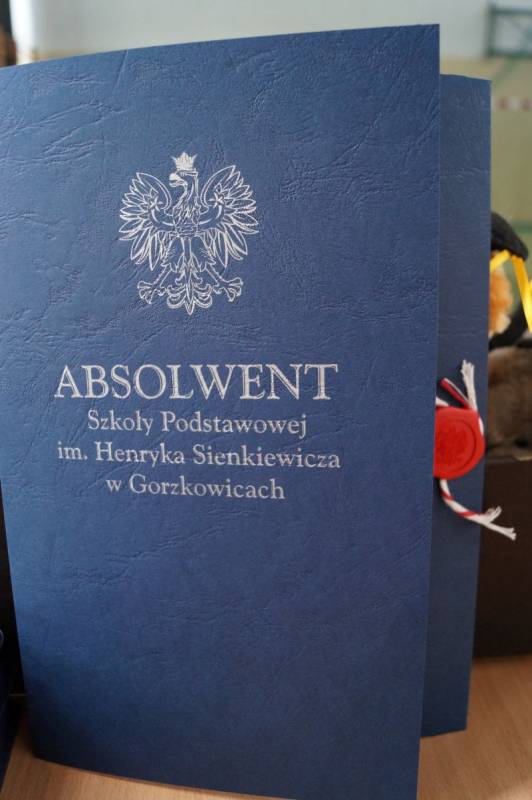 ABSOLWENT
Szkoły Podstawowej
im. Henryka Sienkiewicza
w Gorzkowicach